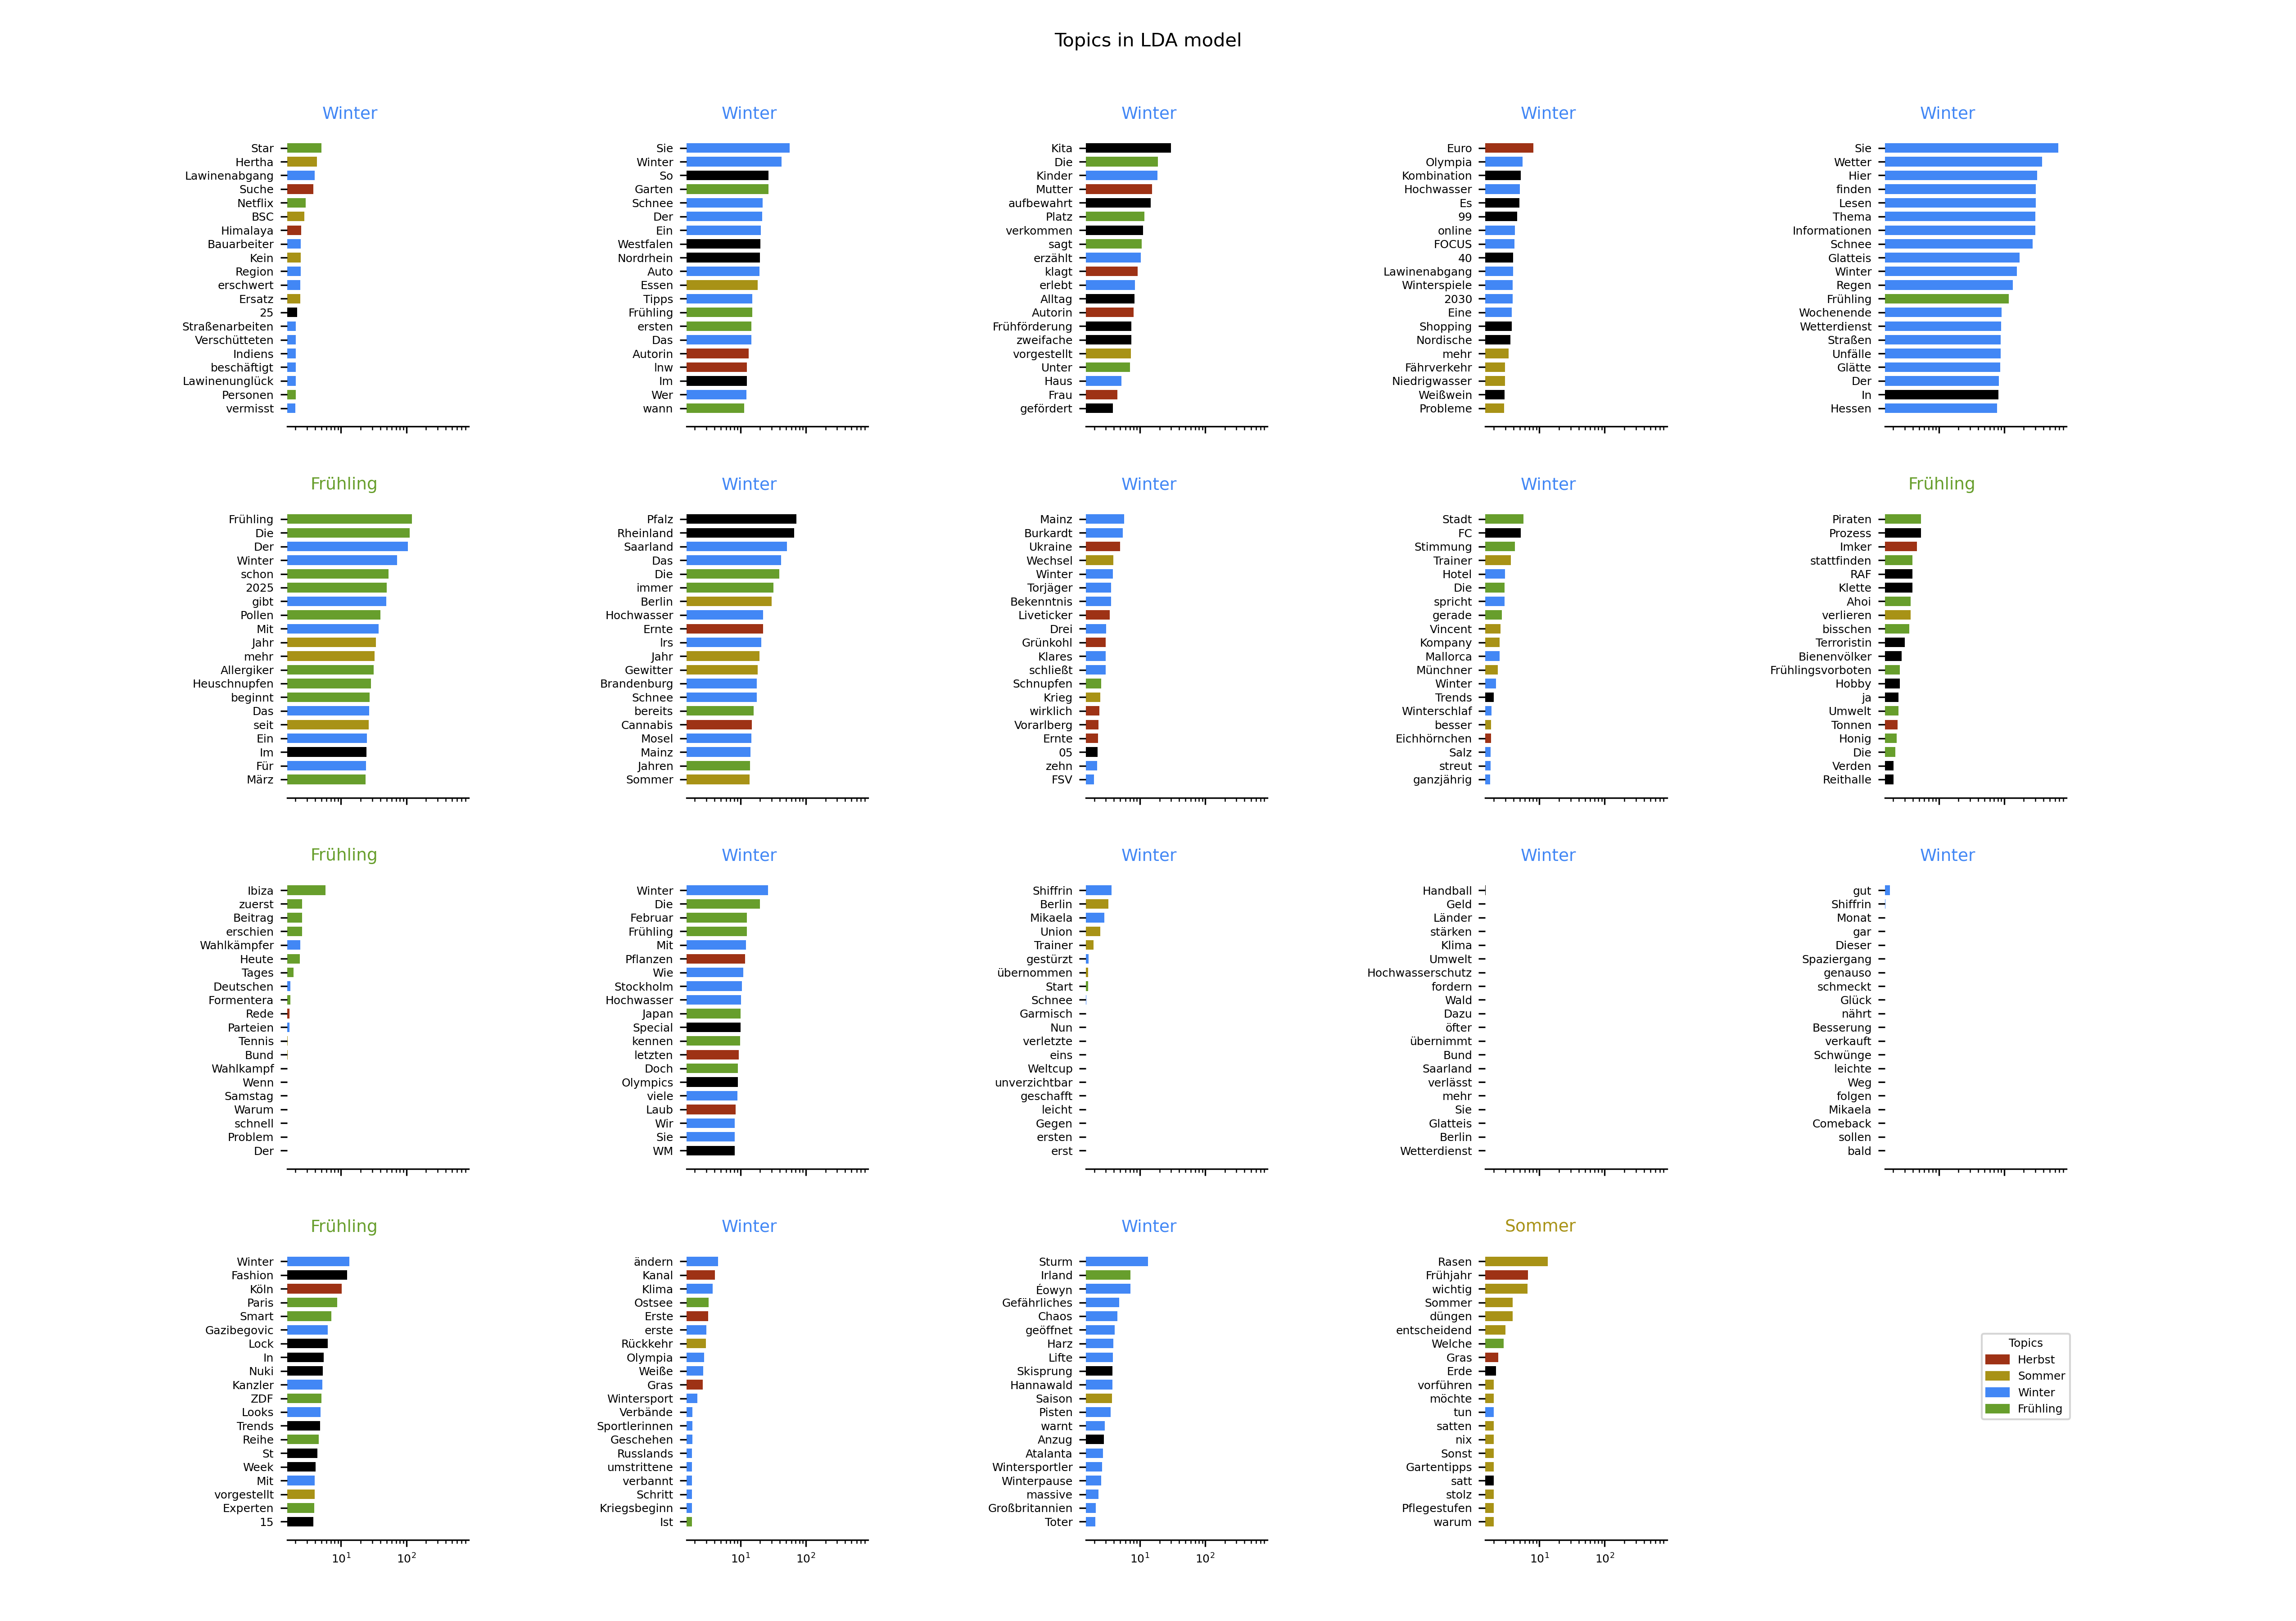 Topics in LDA model
Winter
Star
Hertha
Lawinenabgang
Suche
Netflix
BSC
Himalaya
Bauarbeiter
Kein
Region
erschwert
Ersatz
25
Straßenarbeiten
Verschütteten
Indiens
beschäftigt
Lawinenunglück
Personen
vermisst
Winter
Sie
Winter
So
Garten
Schnee
Der
Ein
Westfalen
Nordrhein
Auto
Essen
Tipps
Frühling
ersten
Das
Autorin
lnw
Im
Wer
wann
Winter
Kita
Die
Kinder
Mutter
aufbewahrt
Platz
verkommen
sagt
erzählt
klagt
erlebt
Alltag
Autorin
Frühförderung
zweifache
vorgestellt
Unter
Haus
Frau
gefördert
Winter
Euro
Olympia
Kombination
Hochwasser
Es
99
online
FOCUS
40
Lawinenabgang
Winterspiele
2030
Eine
Shopping
Nordische
mehr
Fährverkehr
Niedrigwasser
Weißwein
Probleme
Winter
Sie
Wetter
Hier
finden
Lesen
Thema
Informationen
Schnee
Glatteis
Winter
Regen
Frühling
Wochenende
Wetterdienst
Straßen
Unfälle
Glätte
Der
In
Hessen
Frühling
Frühling
Die
Der
Winter
schon
2025
gibt
Pollen
Mit
Jahr
mehr
Allergiker
Heuschnupfen
beginnt
Das
seit
Ein
Im
Für
März
Winter
Pfalz
Rheinland
Saarland
Das
Die
immer
Berlin
Hochwasser
Ernte
lrs
Jahr
Gewitter
Brandenburg
Schnee
bereits
Cannabis
Mosel
Mainz
Jahren
Sommer
Winter
Mainz
Burkardt
Ukraine
Wechsel
Winter
Torjäger
Bekenntnis
Liveticker
Drei
Grünkohl
Klares
schließt
Schnupfen
Krieg
wirklich
Vorarlberg
Ernte
05
zehn
FSV
Winter
Stadt
FC
Stimmung
Trainer
Hotel
Die
spricht
gerade
Vincent
Kompany
Mallorca
Münchner
Winter
Trends
Winterschlaf
besser
Eichhörnchen
Salz
streut
ganzjährig
Frühling
Piraten
Prozess
Imker
stattfinden
RAF
Klette
Ahoi
verlieren
bisschen
Terroristin
Bienenvölker
Frühlingsvorboten
Hobby
ja
Umwelt
Tonnen
Honig
Die
Verden
Reithalle
Frühling
Ibiza
zuerst
Beitrag
erschien
Wahlkämpfer
Heute
Tages
Deutschen
Formentera
Rede
Parteien
Tennis
Bund
Wahlkampf
Wenn
Samstag
Warum
schnell
Problem
Der
Winter
Winter
Die
Februar
Frühling
Mit
Pflanzen
Wie
Stockholm
Hochwasser
Japan
Special
kennen
letzten
Doch
Olympics
viele
Laub
Wir
Sie
WM
Winter
Shiffrin
Berlin
Mikaela
Union
Trainer
gestürzt
übernommen
Start
Schnee
Garmisch
Nun
verletzte
eins
Weltcup
unverzichtbar
geschafft
leicht
Gegen
ersten
erst
Winter
Handball
Geld
Länder
stärken
Klima
Umwelt
Hochwasserschutz
fordern
Wald
Dazu
öfter
übernimmt
Bund
Saarland
verlässt
mehr
Sie
Glatteis
Berlin
Wetterdienst
Winter
gut
Shiffrin
Monat
gar
Dieser
Spaziergang
genauso
schmeckt
Glück
nährt
Besserung
verkauft
Schwünge
leichte
Weg
folgen
Mikaela
Comeback
sollen
bald
Frühling
Winter
Fashion
Köln
Paris
Smart
Gazibegovic
Lock
In
Nuki
Kanzler
ZDF
Looks
Trends
Reihe
St
Week
Mit
vorgestellt
Experten
15
10¹ 10²
Winter
ändern
Kanal
Klima
Ostsee
Erste
erste
Rückkehr
Olympia
Weiße
Gras
Wintersport
Verbände
Sportlerinnen
Geschehen
Russlands
umstrittene
verbannt
Schritt
Kriegsbeginn
Ist
10¹ 10²
Winter
Sturm
Irland
Éowyn
Gefährliches
Chaos
geöffnet
Harz
Lifte
Skisprung
Hannawald
Saison
Pisten
warnt
Anzug
Atalanta
Wintersportler
Winterpause
massive
Großbritannien
Toter
10¹ 10²
Sommer
Rasen
Frühjahr
wichtig
Sommer
düngen
entscheidend
Welche
Gras
Erde
vorführen
möchte
tun
satten
nix
Sonst
Gartentipps
satt
stolz
Pflegestufen
warum
10¹ 10²
Topics
Herbst
Sommer
Winter
Frühling